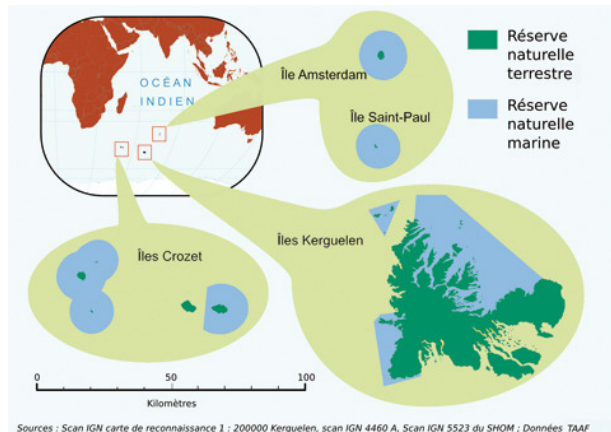 Réserve
naturelle
terrestre
Réserve
naturelle
marine
OCÉAN
INDIEN
Île Amsterdam
Île Saint-Paul
Îles Crozet
Îles Kerguelen
0 50 100
Kilomètres
Sources : Scan IGN carte de reconnaissance 1 : 200000 Kerguelen, scan IGN 4460 A, Scan IGN 5523 du SHOM ; Données TAAF